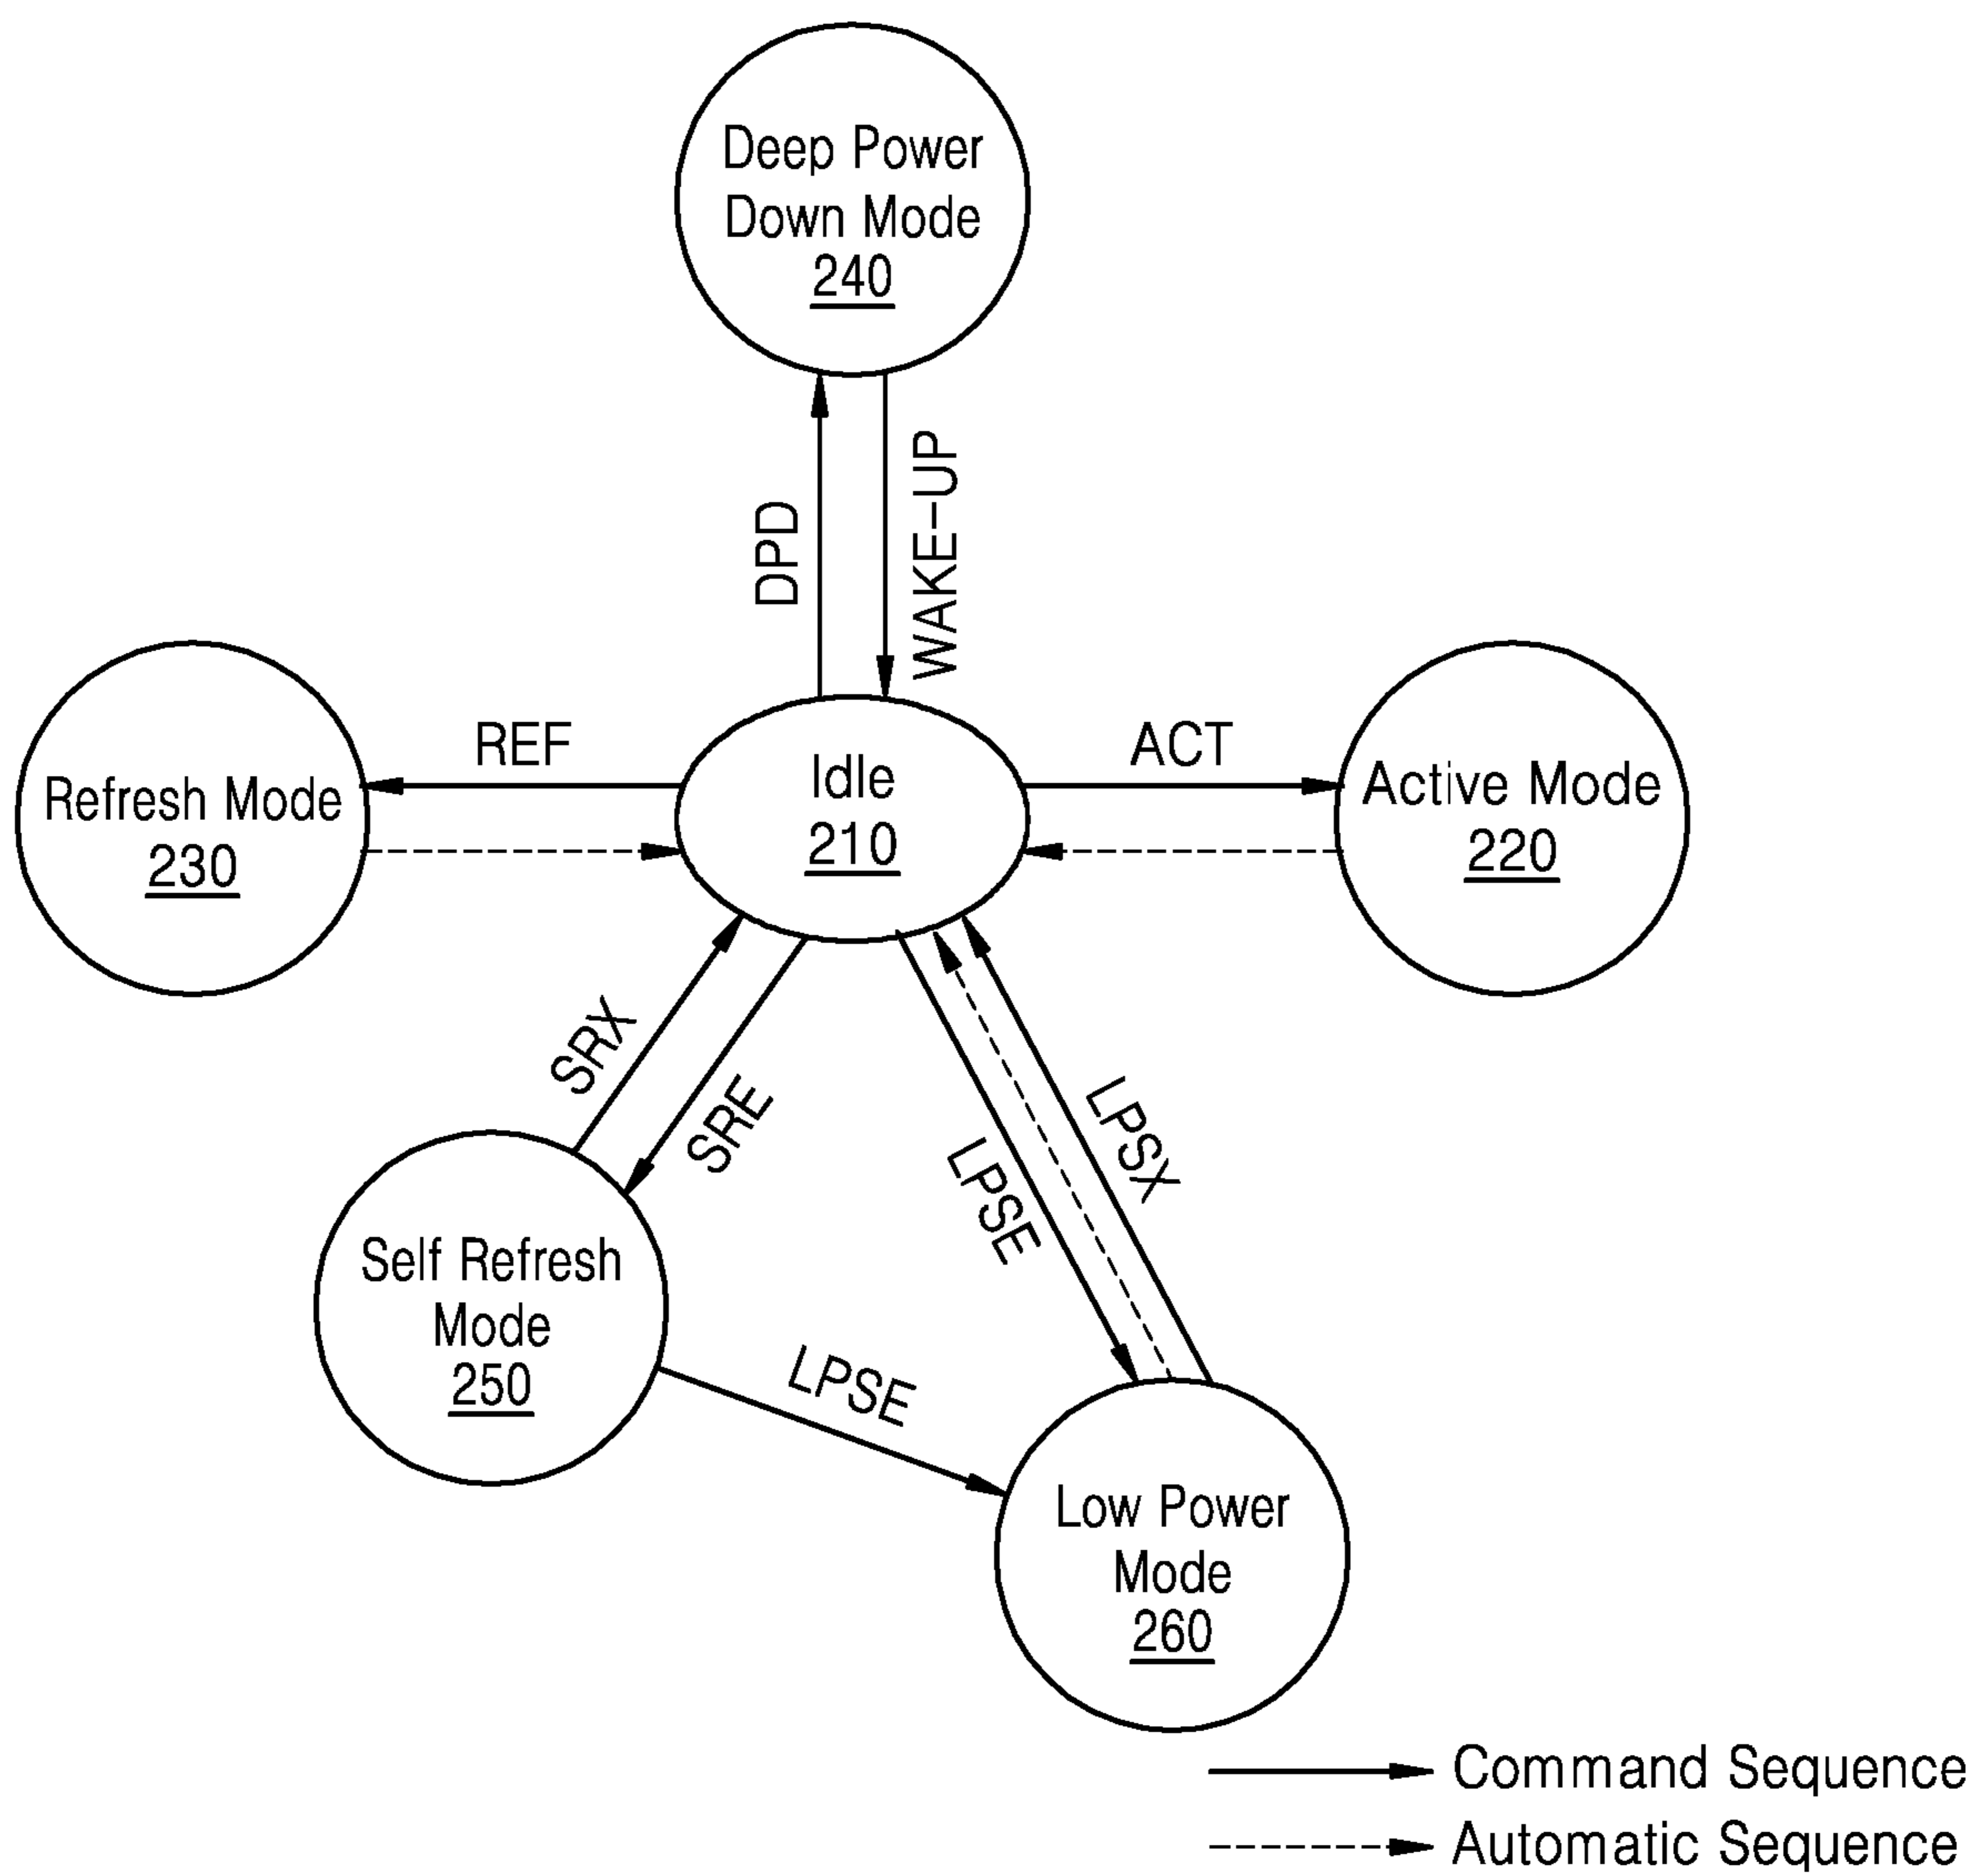 Deep Power
Down Mode
240
DPD
WAKE-UP
REF
ACT
Refresh Mode
230
Idle
210
Active Mode
220
SRX
SRE
LPSE
LPSX
Self Refresh
Mode
250
LPSE
Low Power
Mode
260
Command Sequence
Automatic Sequence